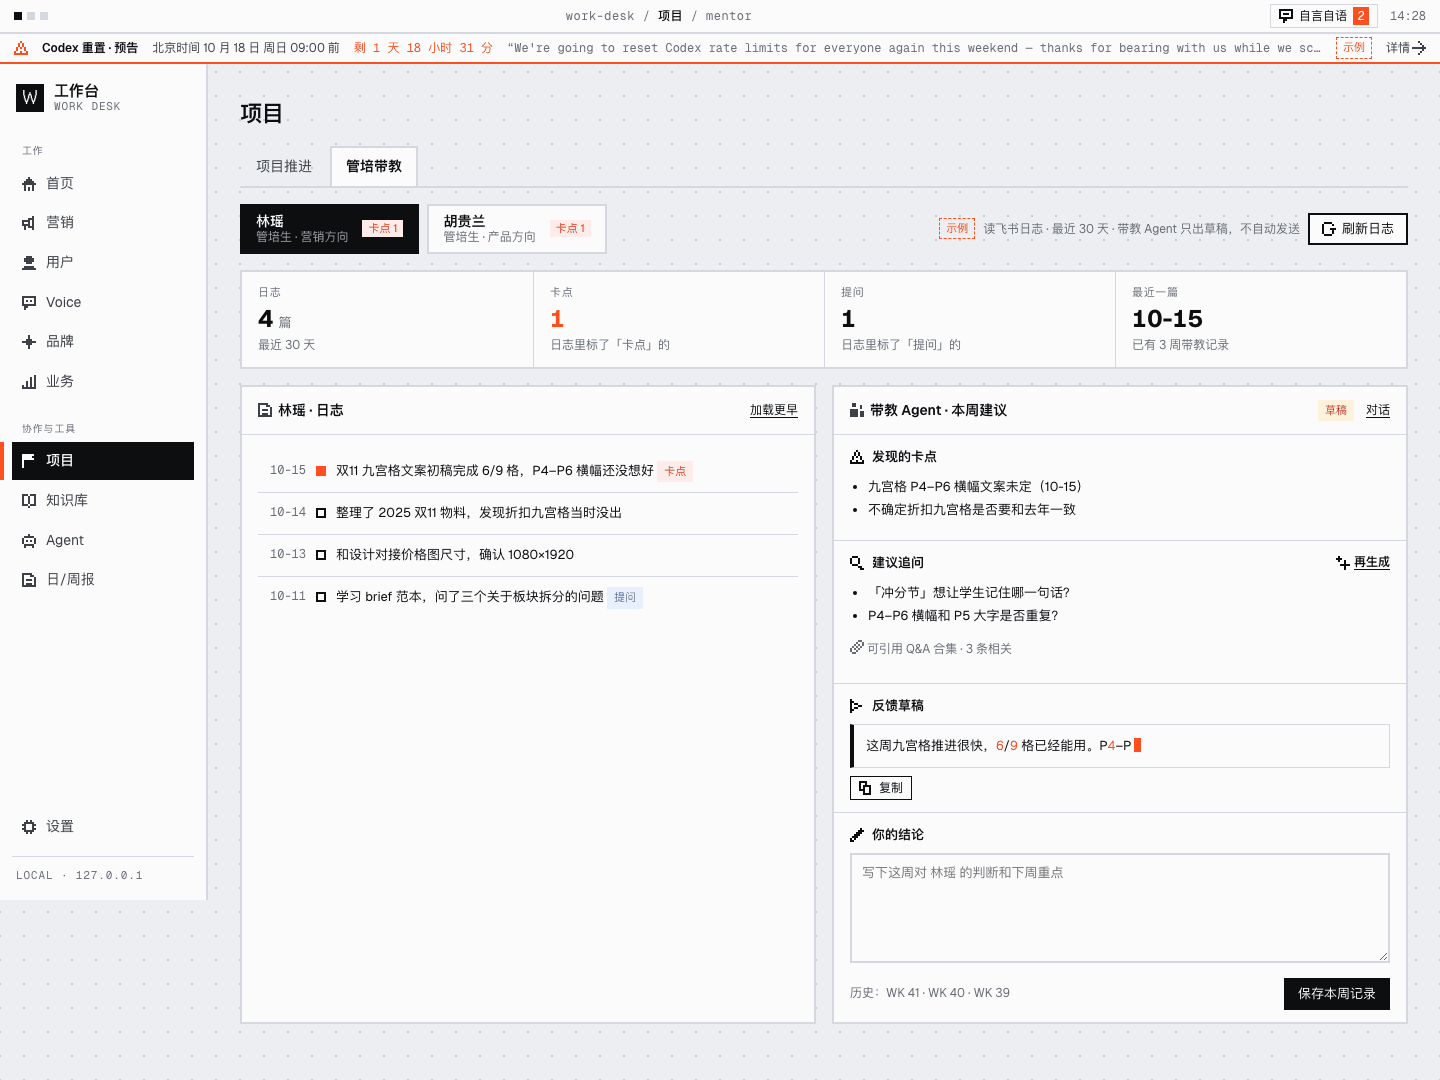 work-desk / 项目 / mentor
自言自语 2
14:28
Codex 重置 · 预告 北京时间 10 月 18 日 周日 09:00 前 剩 1 天 18 小时 31 分 “We're going to reset Codex rate limits for everyone again this weekend — thanks for bearing with us while we sc… 示例 详情
W 工作台
WORK DESK
工作
首页
营销
用户
Voice
品牌
业务
协作与工具
项目
知识库
Agent
日/周报
设置
LOCAL · 127.0.0.1
项目
项目推进 管培带教
林瑶
管培生 · 营销方向
卡点 1
胡贵兰
管培生 · 产品方向
卡点 1
示例 读飞书日志 · 最近 30 天 · 带教 Agent 只出草稿，不自动发送 刷新日志
日志
4 篇
最近 30 天
卡点
1
日志里标了「卡点」的
提问
1
日志里标了「提问」的
最近一篇
10-15
已有 3 周带教记录
林瑶 · 日志 加载更早
10-15 双11 九宫格文案初稿完成 6/9 格，P4–P6 横幅还没想好 卡点
10-14 整理了 2025 双11 物料，发现折扣九宫格当时没出
10-13 和设计对接价格图尺寸，确认 1080×1920
10-11 学习 brief 范本，问了三个关于板块拆分的问题 提问
带教 Agent · 本周建议 草稿 对话
发现的卡点
• 九宫格 P4–P6 横幅文案未定（10-15）
• 不确定折扣九宫格是否要和去年一致
建议追问 再生成
• 「冲分节」想让学生记住哪一句话？
• P4–P6 横幅和 P5 大字是否重复？
可引用 Q&A 合集 · 3 条相关
反馈草稿
这周九宫格推进很快，6/9 格已经能用。P4–P
复制
你的结论
写下这周对 林瑶 的判断和下周重点
历史：WK 41 · WK 40 · WK 39 保存本周记录